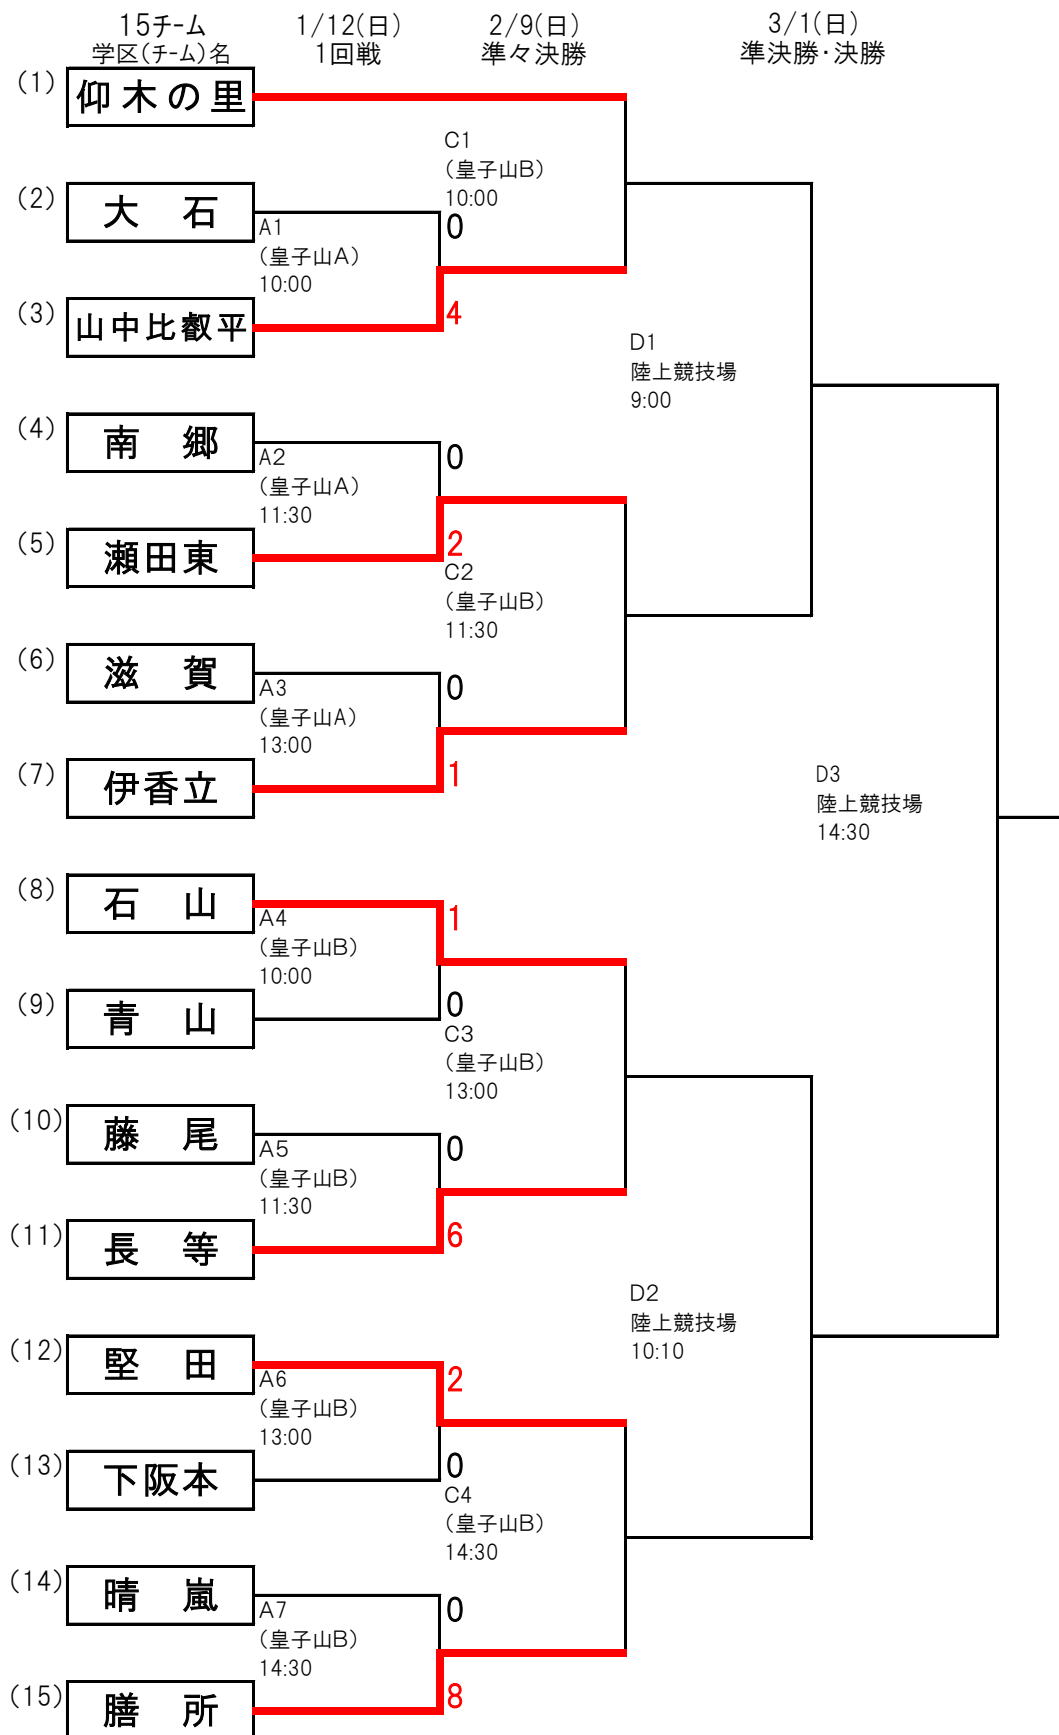 15チーム 1/12(日) 2/9(日) 3/1(日)
学区(チーム)名 1回戦 準々決勝 準決勝・決勝
(1) 仰木の里
C1
(皇子山B)
10:00
(2) 大 石
A1 0
(皇子山A)
10:00
(3) 山中比叡平 4
D1
陸上競技場
9:00
(4) 南 郷
A2 0
(皇子山A)
11:30
(5) 瀬田東 2
C2
(皇子山B)
11:30
(6) 滋 賀
A3 0
(皇子山A)
13:00
(7) 伊香立 1
D3
陸上競技場
14:30
(8) 石 山
A4 1
(皇子山B)
10:00
(9) 青 山 0
C3
(皇子山B)
13:00
(10) 藤 尾
A5 0
(皇子山B)
11:30
(11) 長 等 6
D2
陸上競技場
10:10
(12) 堅 田
A6 2
(皇子山B)
13:00
(13) 下阪本 0
C4
(皇子山B)
14:30
(14) 晴 嵐
A7 0
(皇子山B)
14:30
(15) 膳 所 8